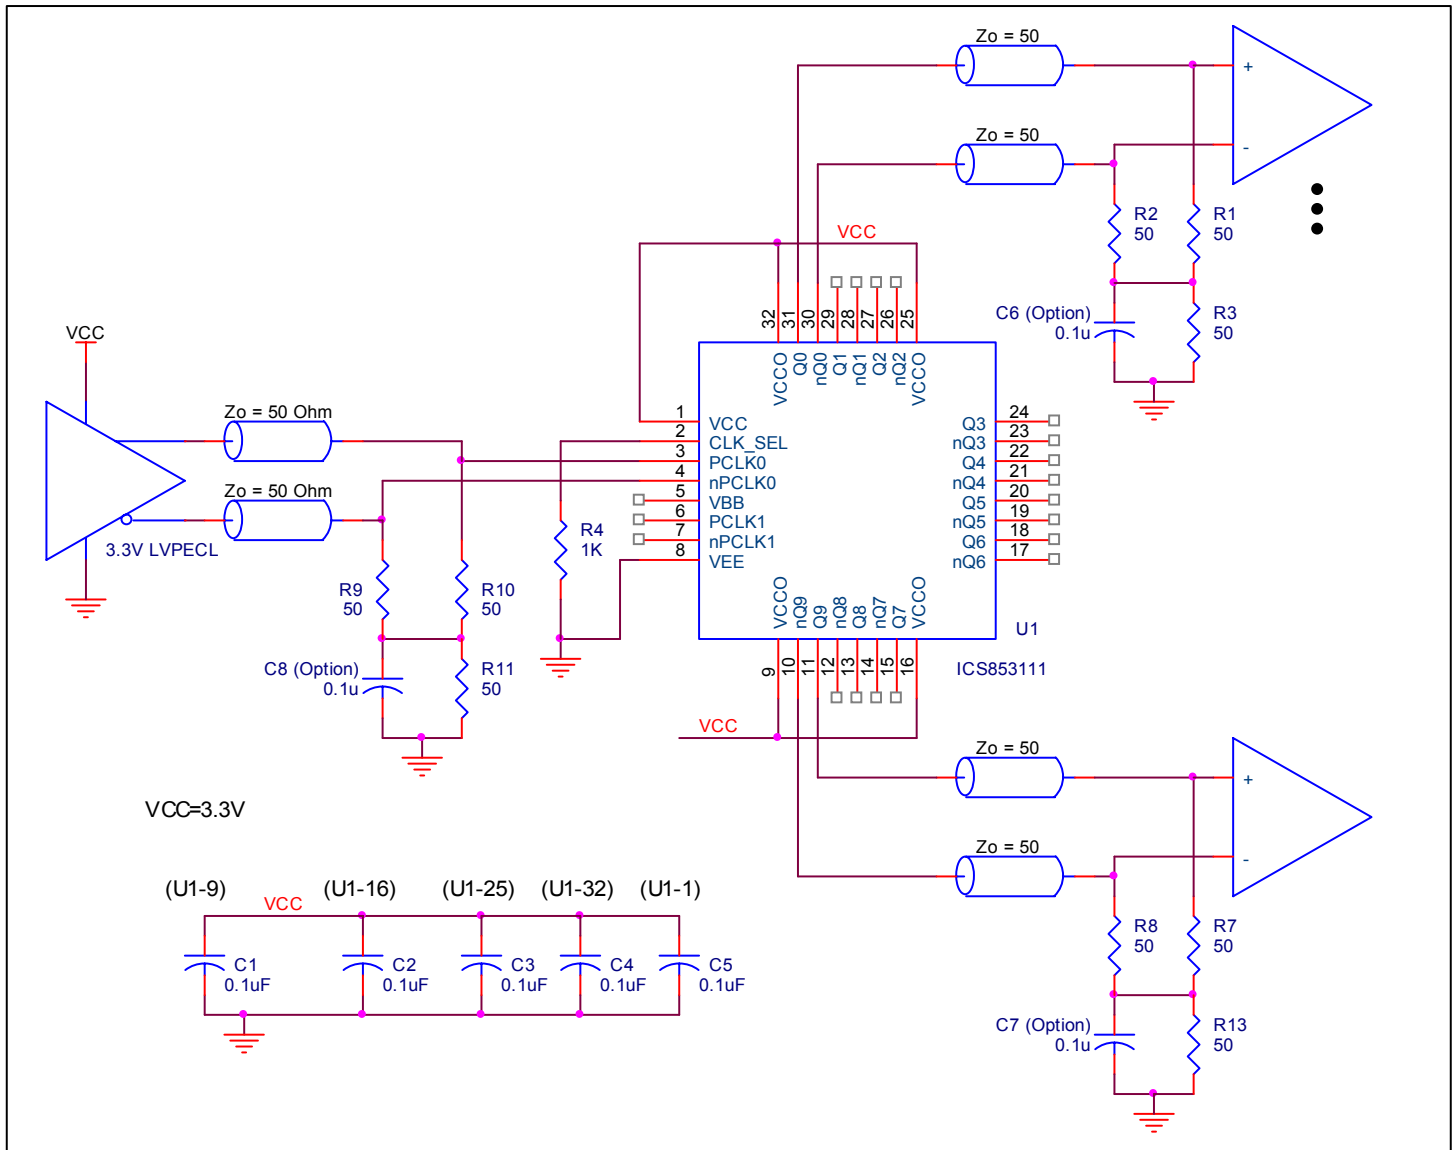 Zo = 50
+
Zo = 50
-
R2
50
R1
50
VCC
C6 (Option)
0.1u
R3
50
32
31
30
29
28
27
26
25
VCCO
Q0
nQ0
Q1
nQ1
Q2
nQ2
VCCO
VCC
Zo = 50 Ohm
Zo = 50 Ohm
3.3V LVPECL
1
2
3
4
5
6
7
8
VCC
CLK_SEL
PCLK0
nPCLK0
VBB
PCLK1
nPCLK1
VEE
Q3
nQ3
Q4
nQ4
Q5
nQ5
Q6
nQ6
24
23
22
21
20
19
18
17
R4
1K
R9
50
R10
50
C8 (Option)
0.1u
R11
50
VCCO
nQ9
Q9
nQ8
Q8
nQ7
Q7
VCCO
9
10
11
12
13
14
15
16
U1
ICS853111
VCC
Zo = 50
+
Zo = 50
-
R8
50
R7
50
C7 (Option)
0.1u
R13
50
VCC=3.3V
(U1-9)
(U1-16)
(U1-25)
(U1-32)
(U1-1)
VCC
C1
0.1uF
C2
0.1uF
C3
0.1uF
C4
0.1uF
C5
0.1uF